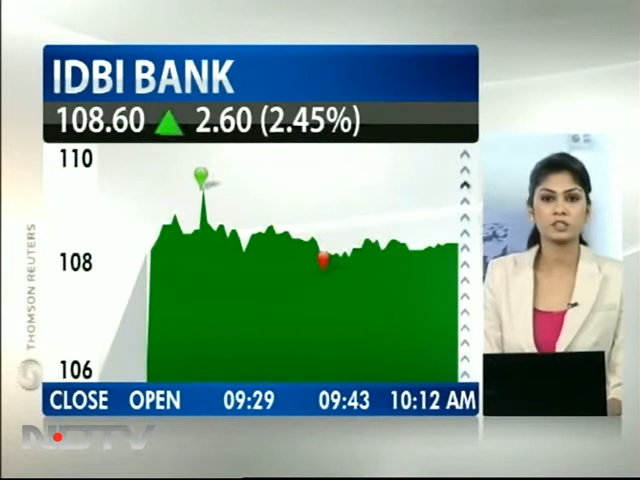 IDBI BANK
108.60 ▲ 2.60 (2.45%)
110
108
106
CLOSE OPEN 09:29 09:43 10:12 AM
THOMSON REUTERS
NDTV